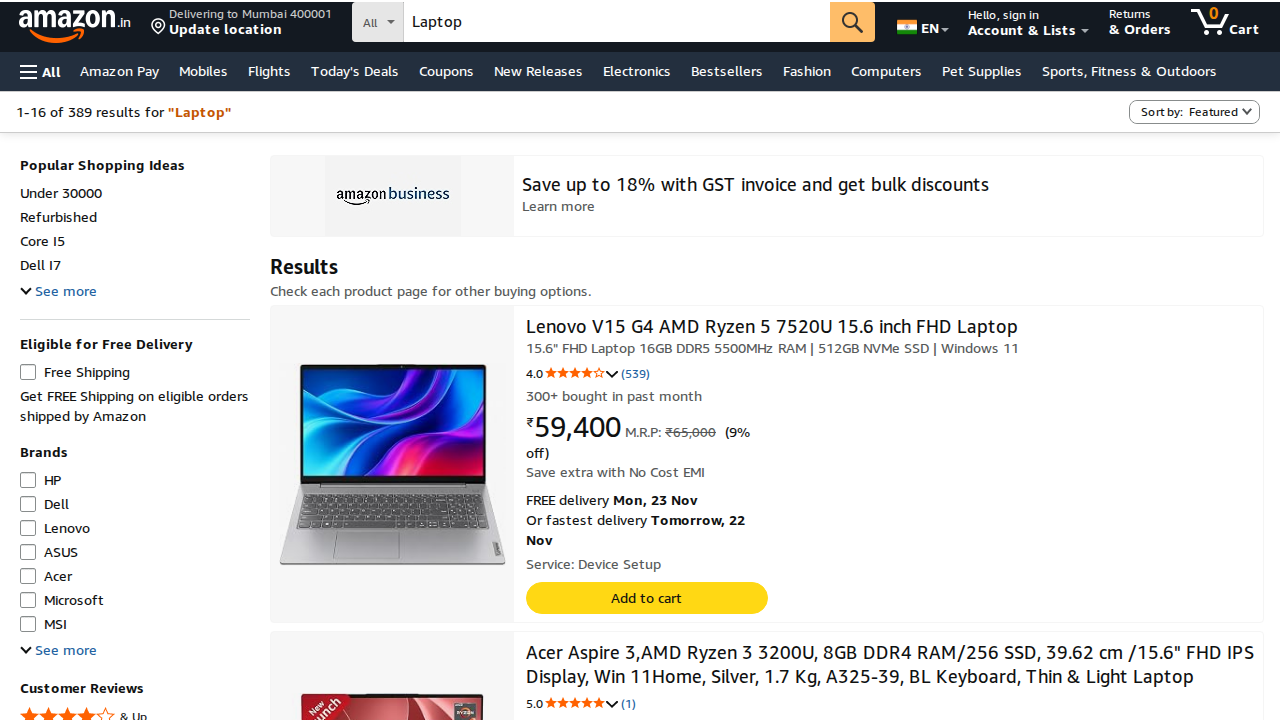 amazon.in
Delivering to Mumbai 400001
Update location
All
Laptop
EN
Hello, sign in
Account & Lists
Returns
& Orders
0
Cart
All
Amazon Pay
Mobiles
Flights
Today's Deals
Coupons
New Releases
Electronics
Bestsellers
Fashion
Computers
Pet Supplies
Sports, Fitness & Outdoors
1-16 of 389 results for "Laptop"
Sort by: Featured
Popular Shopping Ideas
Under 30000
Refurbished
Core I5
Dell I7
See more
Eligible for Free Delivery
Free Shipping
Get FREE Shipping on eligible orders
shipped by Amazon
Brands
HP
Dell
Lenovo
ASUS
Acer
Microsoft
MSI
See more
Customer Reviews
& Up
amazon business
Save up to 18% with GST invoice and get bulk discounts
Learn more
Results
Check each product page for other buying options.
Lenovo V15 G4 AMD Ryzen 5 7520U 15.6 inch FHD Laptop
15.6" FHD Laptop 16GB DDR5 5500MHz RAM | 512GB NVMe SSD | Windows 11
4.0 (539)
300+ bought in past month
₹59,400 M.R.P: ₹65,000 (9%
off)
Save extra with No Cost EMI
FREE delivery Mon, 23 Nov
Or fastest delivery Tomorrow, 22
Nov
Service: Device Setup
Add to cart
Acer Aspire 3,AMD Ryzen 3 3200U, 8GB DDR4 RAM/256 SSD, 39.62 cm /15.6" FHD IPS
Display, Win 11Home, Silver, 1.7 Kg, A325-39, BL Keyboard, Thin & Light Laptop
5.0 (1)
New
RYZEN